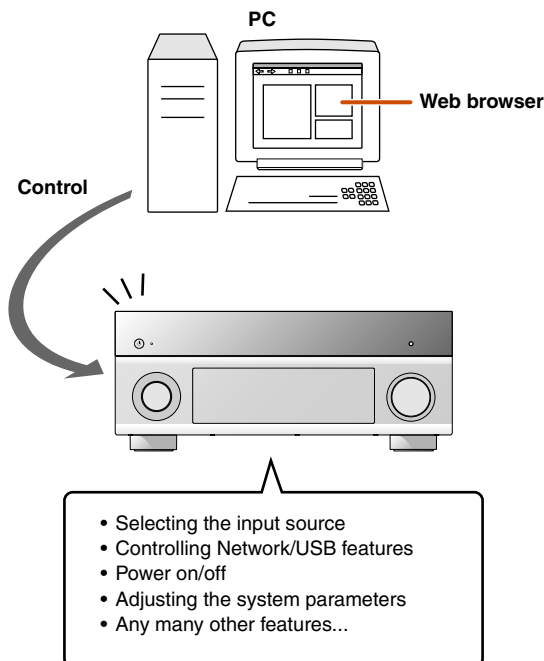 PC
Web browser
Control
• Selecting the input source
• Controlling Network/USB features
• Power on/off
• Adjusting the system parameters
• Any many other features...